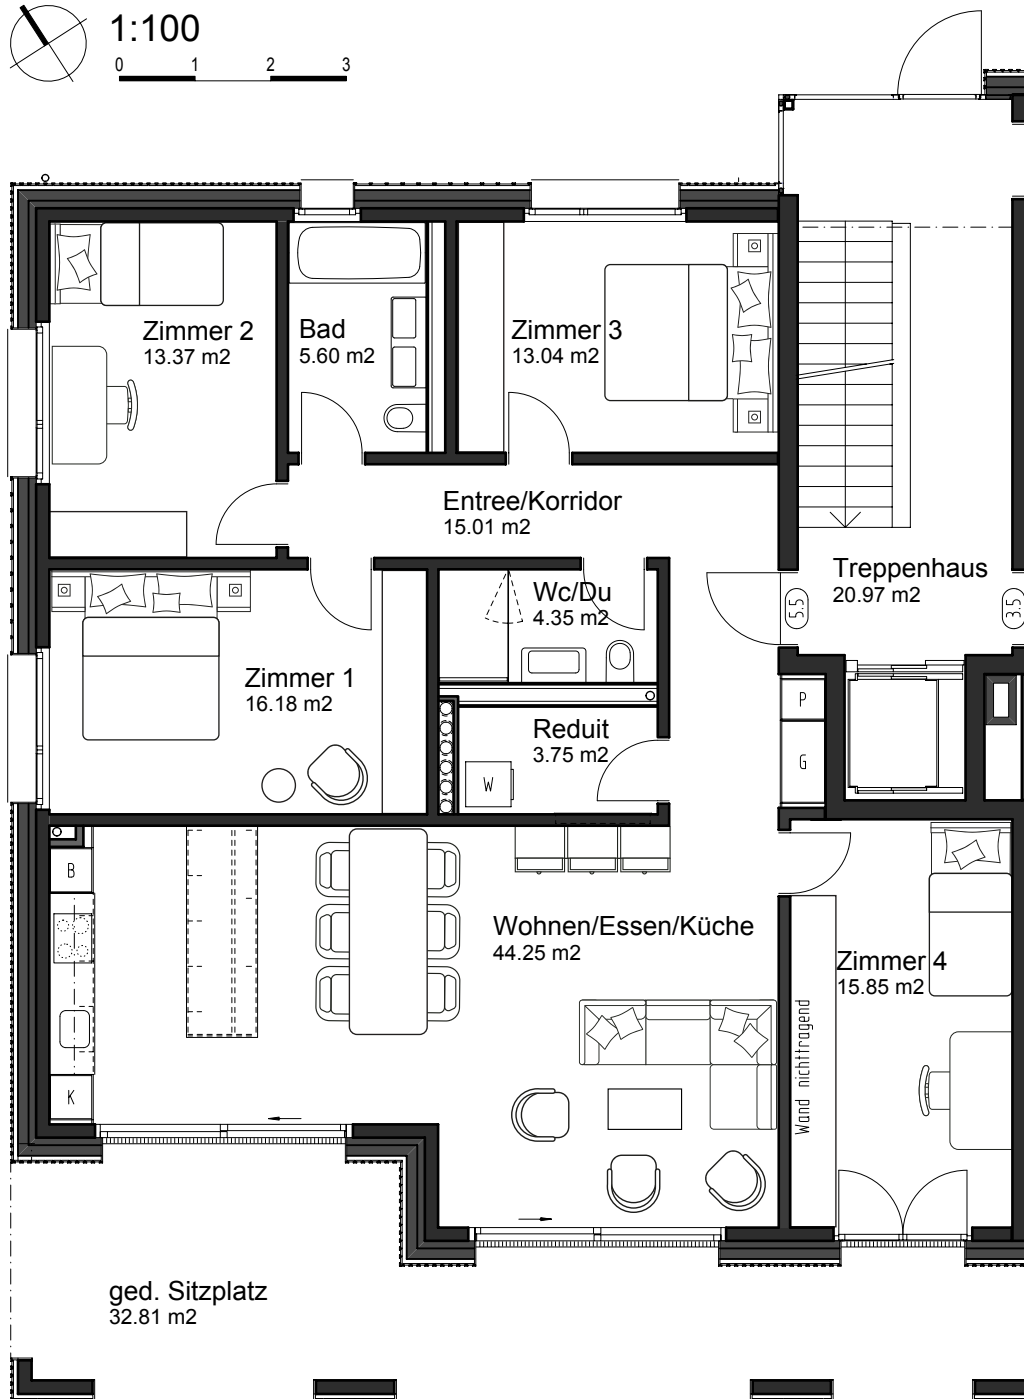 1:100
0 1 2 3
Zimmer 2
13.37 m2
Bad
5.60 m2
Zimmer 3
13.04 m2
Entree/Korridor
15.01 m2
Treppenhaus
20.97 m2
5.5
3.5
Wc/Du
4.35 m2
Zimmer 1
16.18 m2
Reduit
3.75 m2
W
P
G
B
K
Wohnen/Essen/Küche
44.25 m2
Zimmer 4
15.85 m2
Wand nichttragend
ged. Sitzplatz
32.81 m2